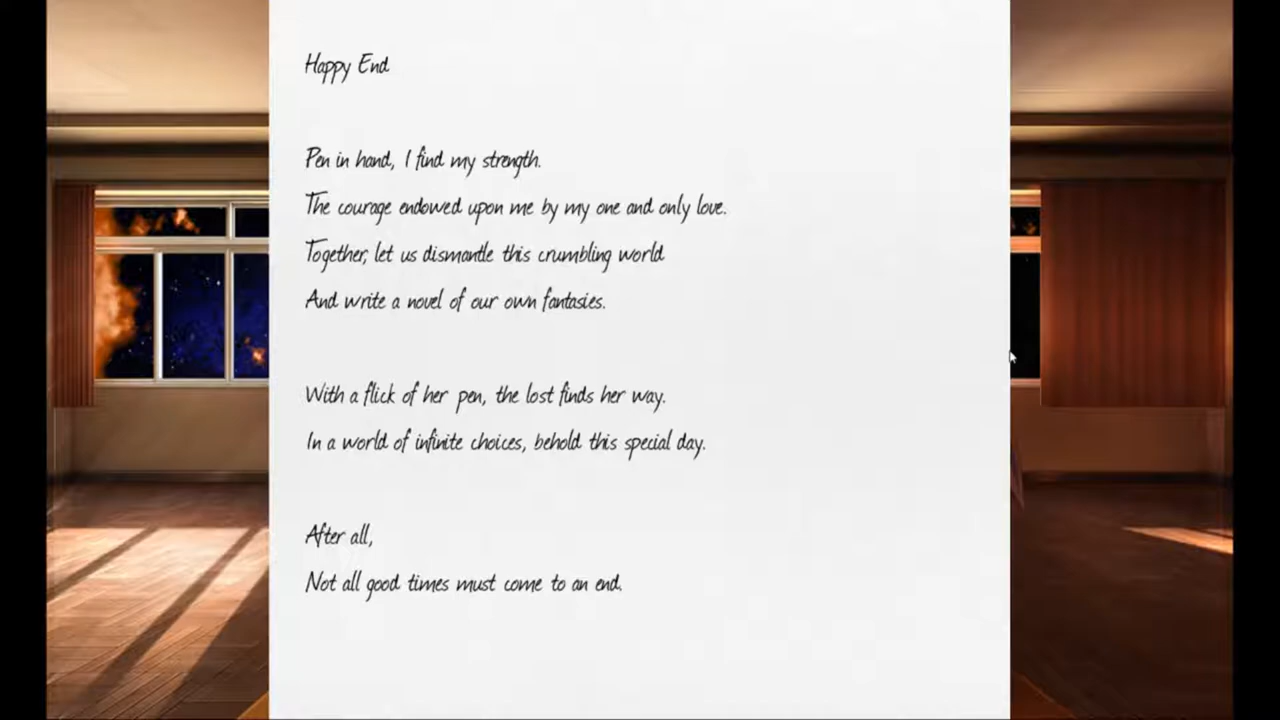 Happy End
Pen in hand, I find my strength.
The courage endowed upon me by my one and only love.
Together, let us dismantle this crumbling world
And write a novel of our own fantasies.
With a flick of her pen, the lost finds her way.
In a world of infinite choices, behold this special day.
After all,
Not all good times must come to an end.